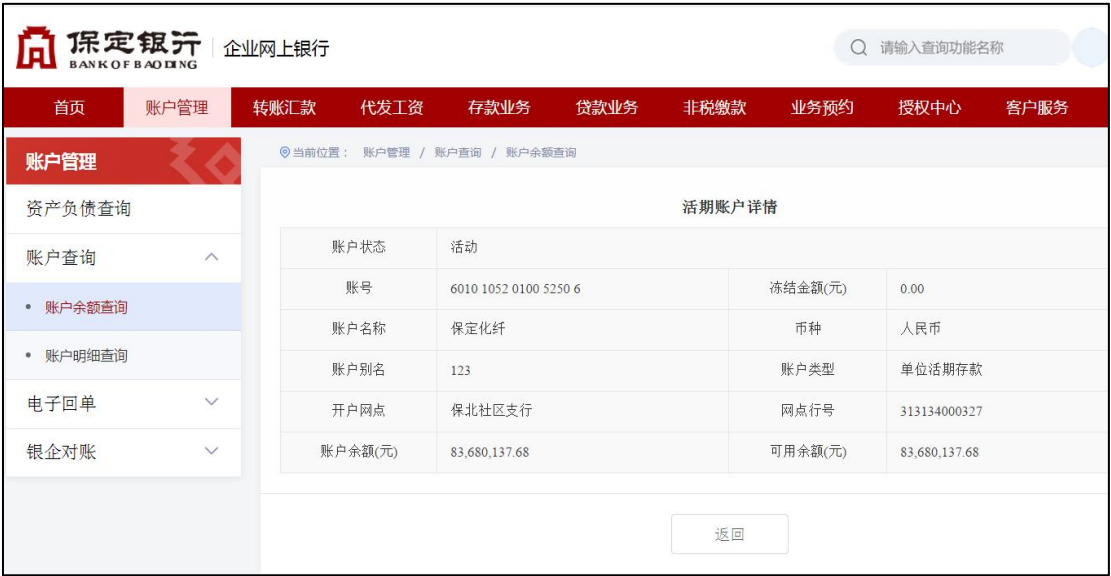 保定银行 企业网上银行 请输入查询功能名称
BANK OF BAODING
首页 账户管理 转账汇款 代发工资 存款业务 贷款业务 非税缴款 业务预约 授权中心 客户服务
账户管理
资产负债查询
账户查询
• 账户余额查询
• 账户明细查询
电子回单
银企对账
当前位置： 账户管理 / 账户查询 / 账户余额查询
活期账户详情
账户状态 活动
账号 6010 1052 0100 5250 6 冻结金额(元) 0.00
账户名称 保定化纤 币种 人民币
账户别名 123 账户类型 单位活期存款
开户网点 保北社区支行 网点行号 313134000327
账户余额(元) 83,680,137.68 可用余额(元) 83,680,137.68
返回